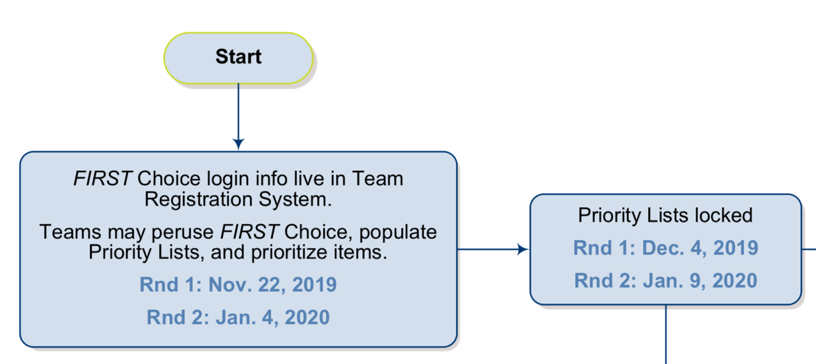 Start
FIRST Choice login info live in Team
Registration System.
Teams may peruse FIRST Choice, populate
Priority Lists, and prioritize items.
Rnd 1: Nov. 22, 2019
Rnd 2: Jan. 4, 2020
Priority Lists locked
Rnd 1: Dec. 4, 2019
Rnd 2: Jan. 9, 2020